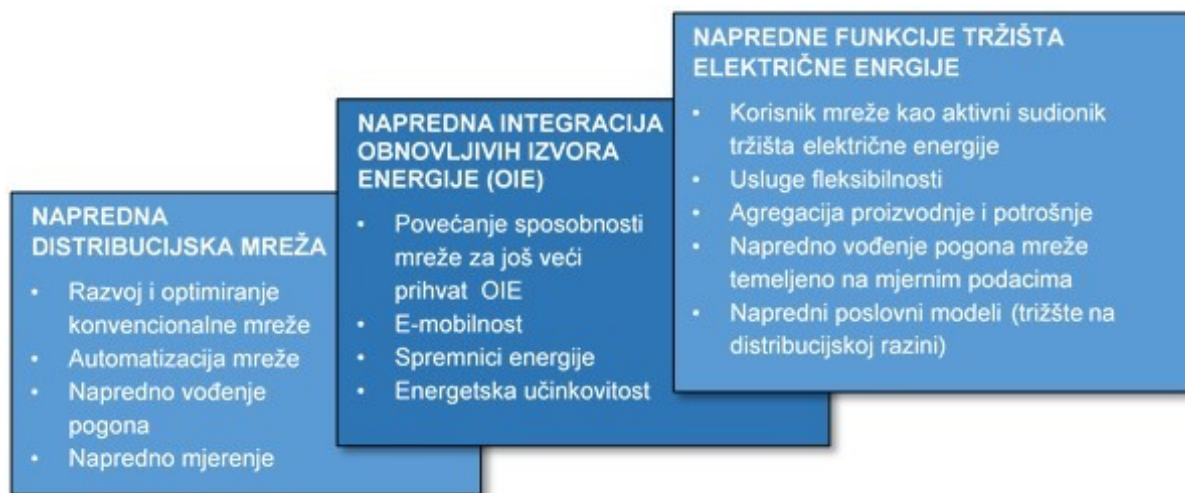 NAPREDNA
DISTRIBUCIJSKA MREŽA
• Razvoj i optimiranje
konvencionalne mreže
• Automatizacija mreže
• Napredno vođenje
pogona
• Napredno mjerenje
NAPREDNA INTEGRACIJA
OBNOVLJIVIH IZVORA
ENERGIJE (OIE)
• Povećanje sposobnosti
mreže za još veći
prihvat OIE
• E-mobilnost
• Spremnici energije
• Energetska učinkovitost
NAPREDNE FUNKCIJE TRŽIŠTA
ELEKTRIČNE ENRGIJE
• Korisnik mreže kao aktivni sudionik
tržišta električne energije
• Usluge fleksibilnosti
• Agregacija proizvodnje i potrošnje
• Napredno vođenje pogona mreže
temeljeno na mjernim podacima
• Napredni poslovni modeli (trižšte na
distribucijskoj razini)